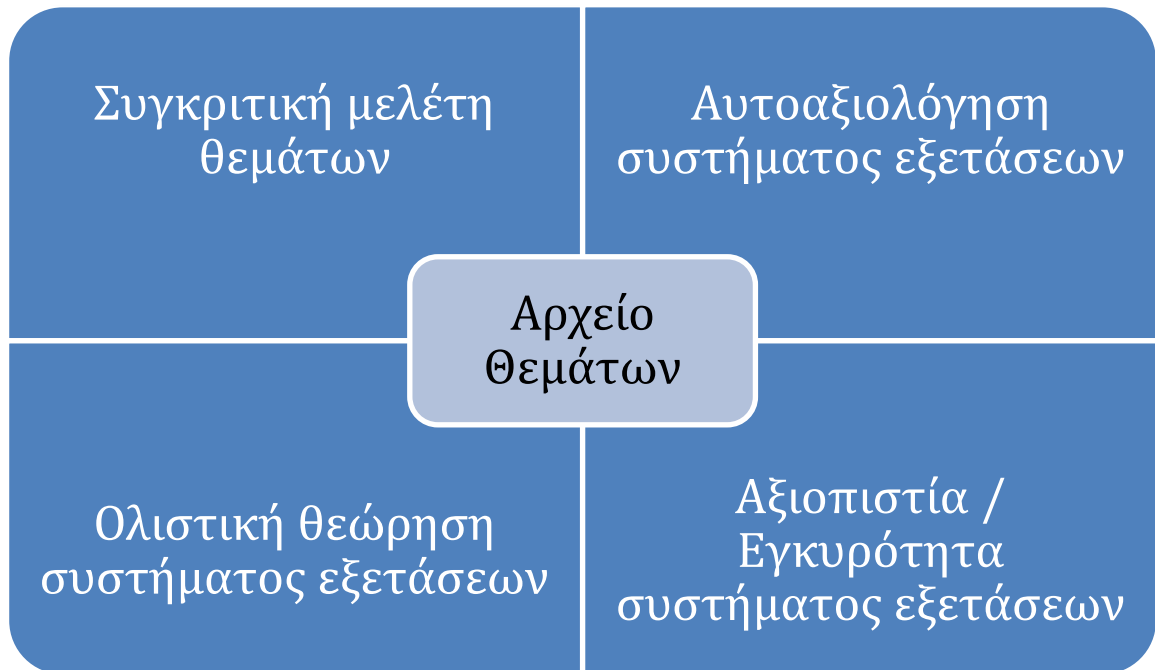 Συγκριτική μελέτη
θεμάτων
Αυτοαξιολόγηση
συστήματος εξετάσεων
Αρχείο
Θεμάτων
Ολιστική θεώρηση
συστήματος εξετάσεων
Αξιοπιστία /
Εγκυρότητα
συστήματος εξετάσεων